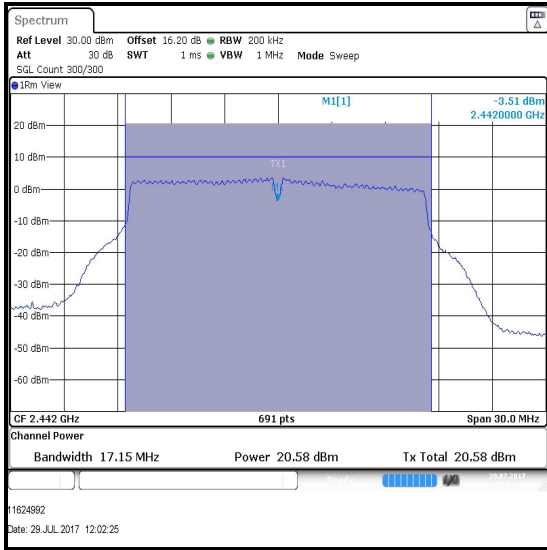 Spectrum
Ref Level 30.00 dBm Offset 16.20 dB RBW 200 kHz
Att 30 dB SWT 1 ms VBW 1 MHz Mode Sweep
SGL Count 300/300
1Rm View
M1[1] -3.51 dBm
2.4420000 GHz
20 dBm
10 dBm
TX1
0 dBm
-10 dBm
-20 dBm
-30 dBm
-40 dBm
-50 dBm
-60 dBm
CF 2.442 GHz 691 pts Span 30.0 MHz
Channel Power
Bandwidth 17.15 MHz Power 20.58 dBm Tx Total 20.58 dBm
Ready 29.07.2017
11624992
Date: 29.JUL.2017 12:02:25